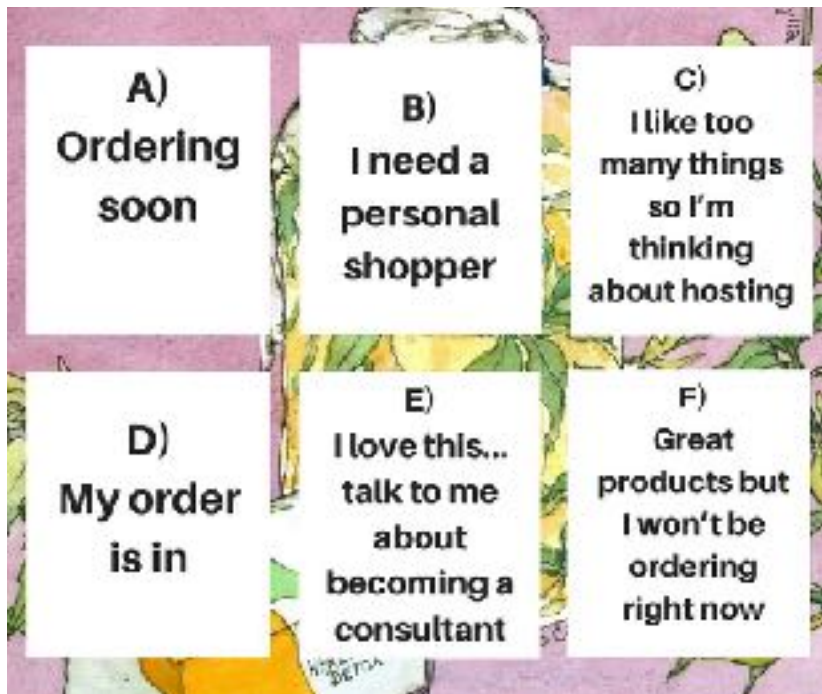 A)
Ordering
soon
B)
I need a
personal
shopper
C)
I like too
many things
so I'm
thinking
about hosting
D)
My order
is in
E)
I love this...
talk to me
about
becoming a
consultant
F)
Great
products but
I won't be
ordering
right now
DETOX